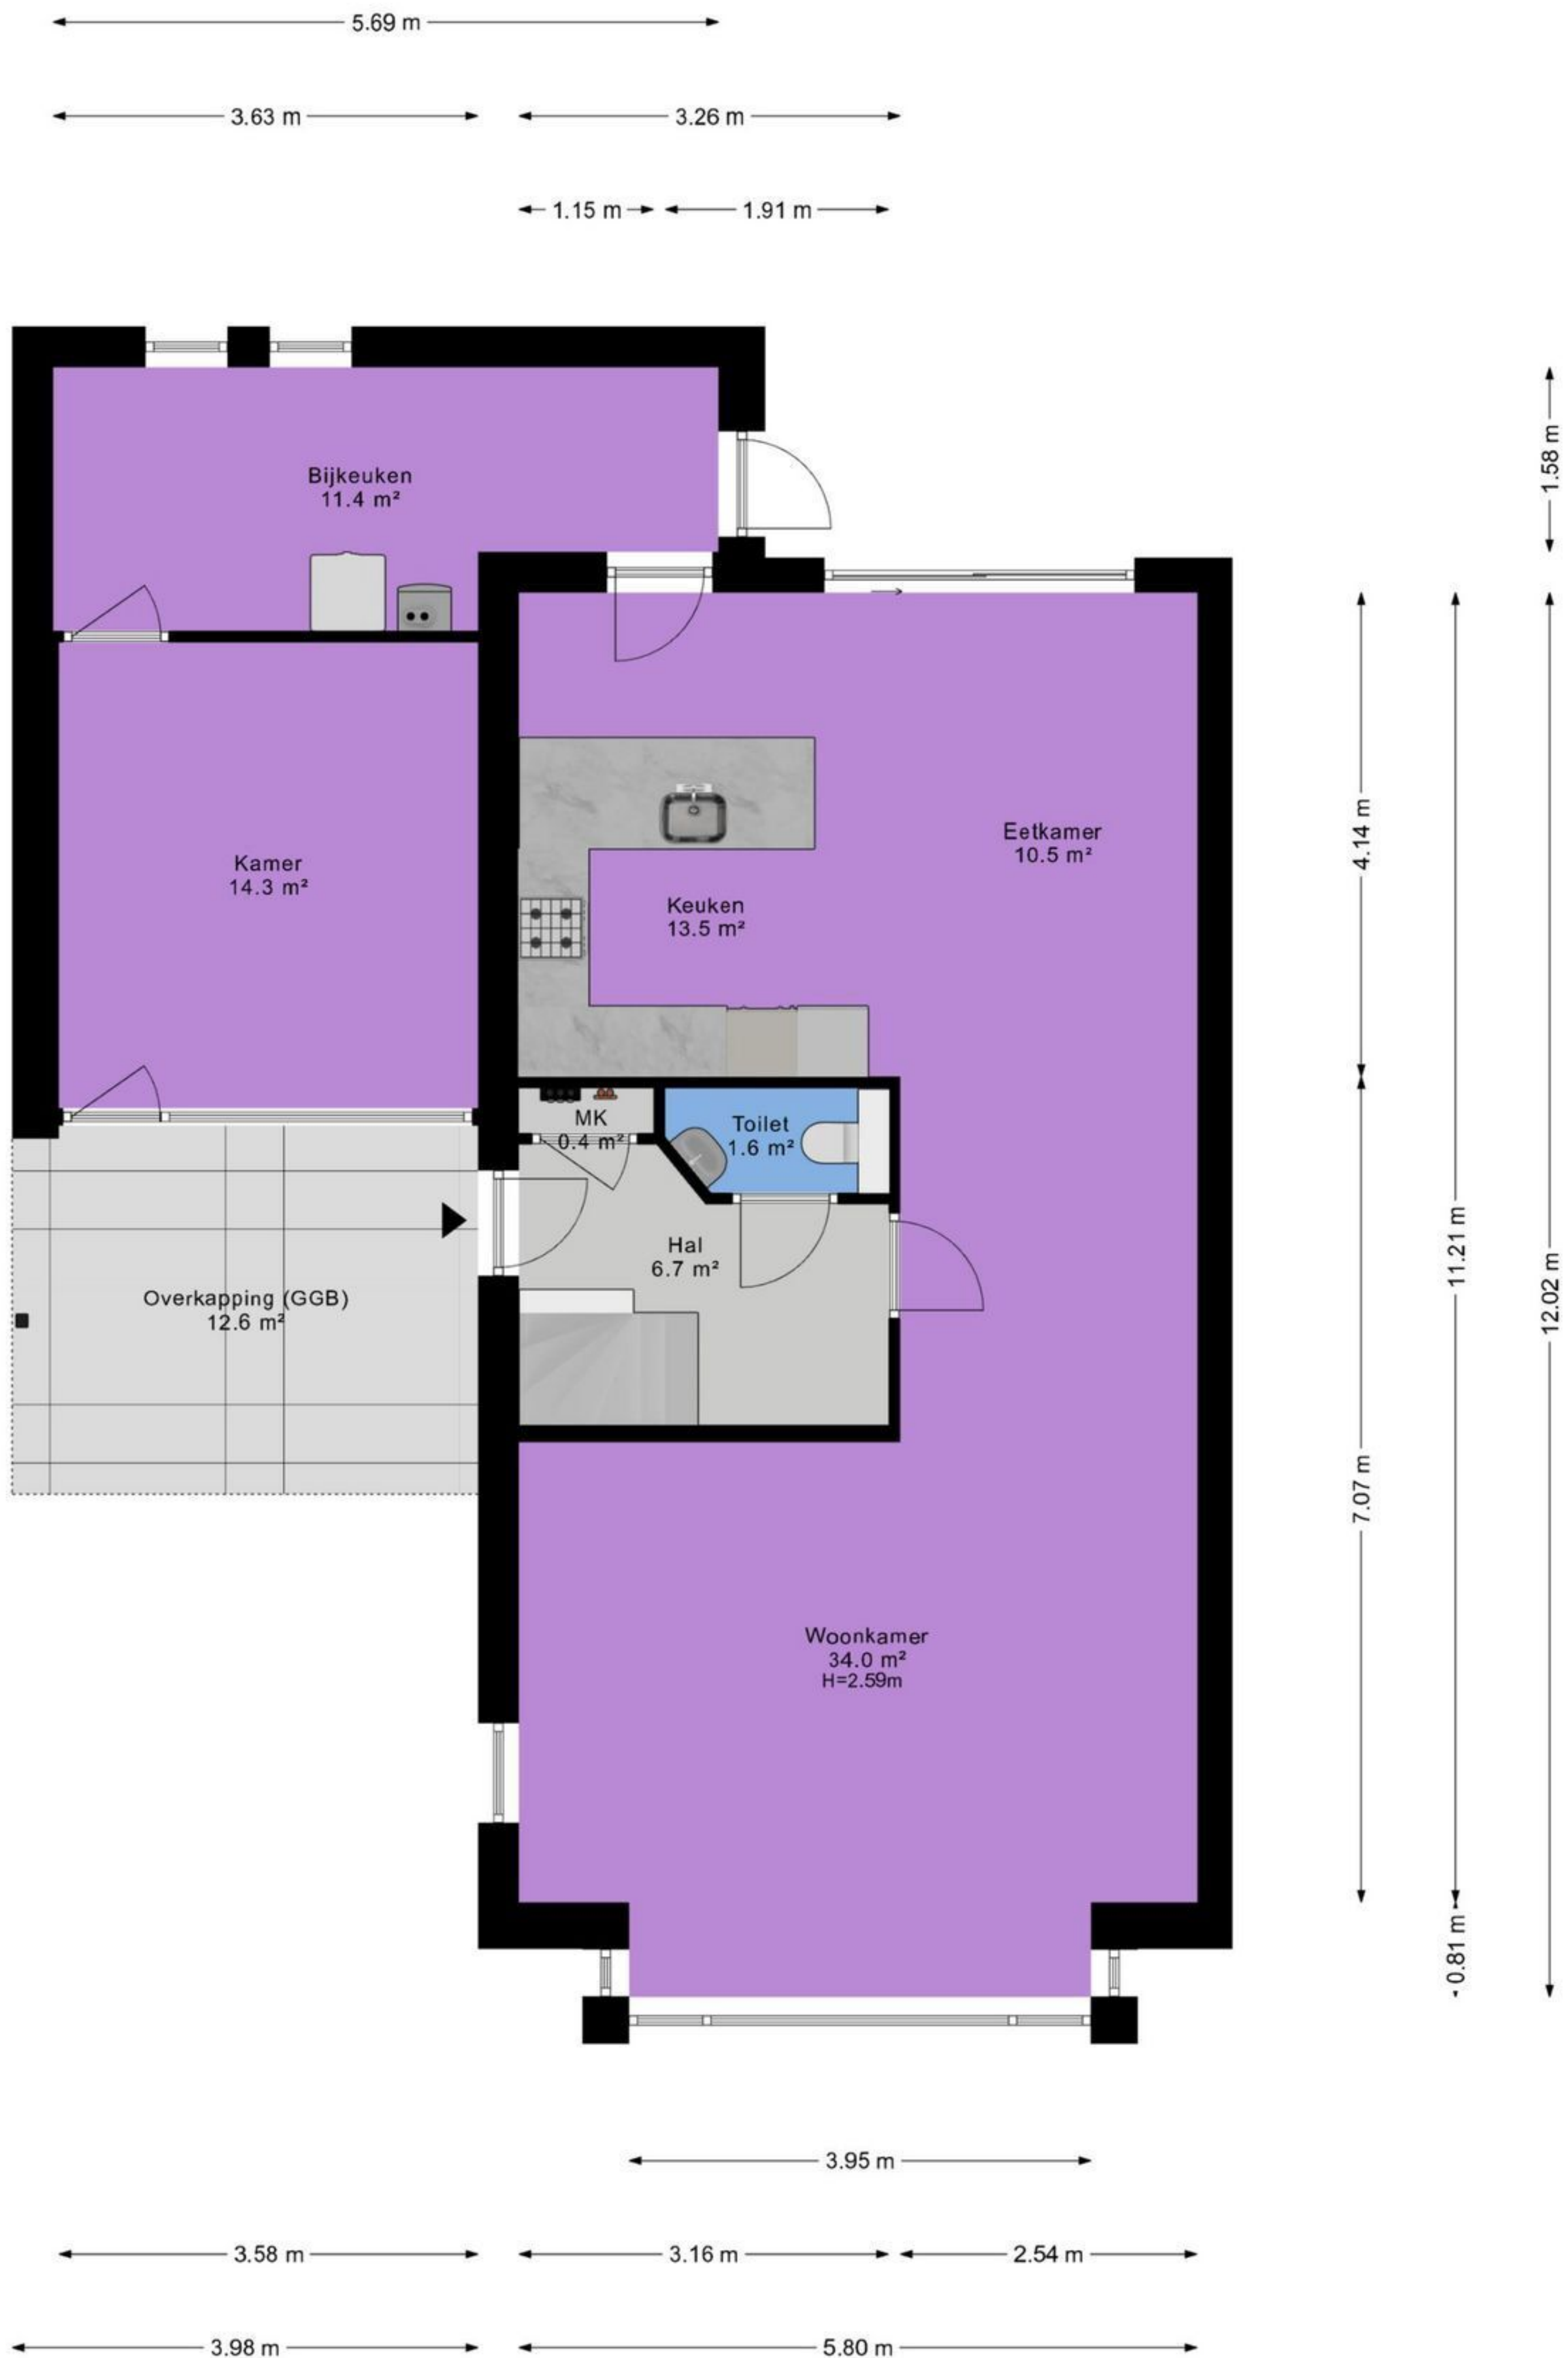 5.69 m
3.63 m
3.26 m
1.15 m
1.91 m
1.58 m
Bijkeuken
11.4 m²
4.14 m
Eetkamer
10.5 m²
Kamer
14.3 m²
Keuken
13.5 m²
MK
0.4 m²
Toilet
1.6 m²
Hal
6.7 m²
11.21 m
12.02 m
Overkapping (GGB)
12.6 m²
7.07 m
Woonkamer
34.0 m²
H=2.59m
0.81 m
3.95 m
3.58 m
3.16 m
2.54 m
3.98 m
5.80 m